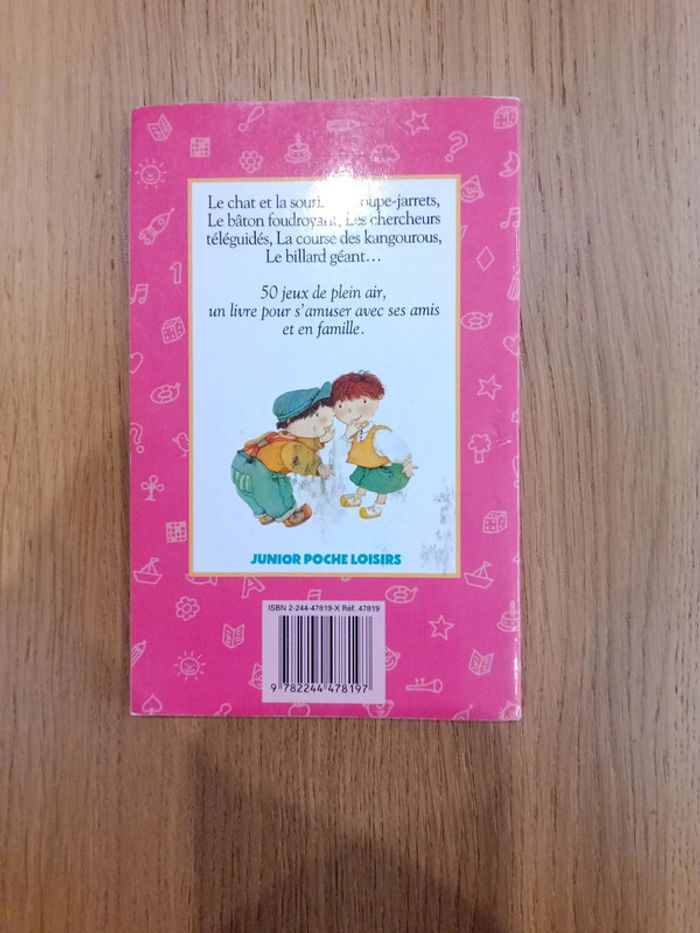 Le chat et la souris, coupe-jarrets,
Le bâton foudroyant, Les chercheurs
téléguidés, La course des kangourous,
Le billard géant...
50 jeux de plein air,
un livre pour s'amuser avec ses amis
et en famille.
JUNIOR POCHE LOISIRS
ISBN 2-244-47819-X Réf. 47819
9 782244 478197